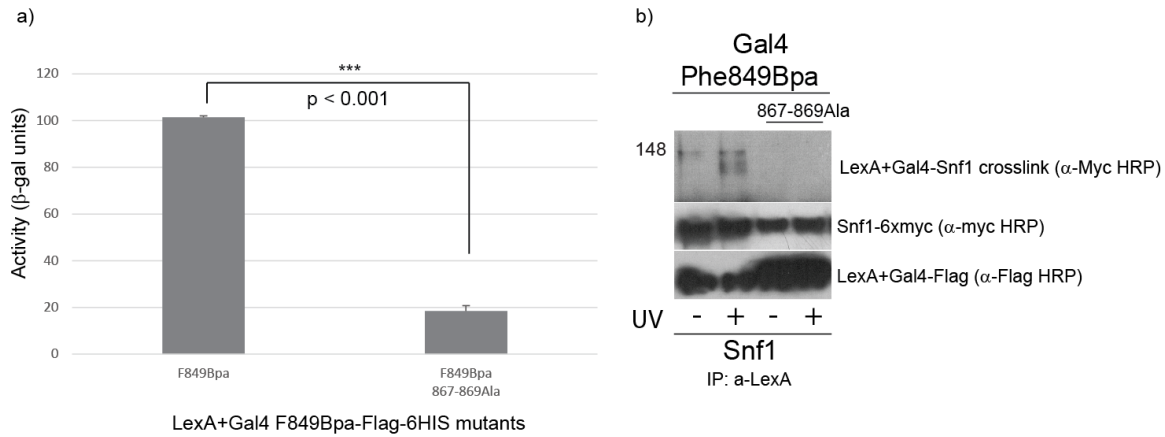 a)
120
100
80
60
40
20
0
Activity (β-gal units)
***
p < 0.001
F849Bpa
F849Bpa
867-869Ala
LexA+Gal4 F849Bpa-Flag-6HIS mutants
b)
Gal4
Phe849Bpa
867-869Ala
148
LexA+Gal4-Snf1 crosslink (α-Myc HRP)
Snf1-6xmyc (α-myc HRP)
LexA+Gal4-Flag (α-Flag HRP)
UV - + - +
Snf1
IP: a-LexA